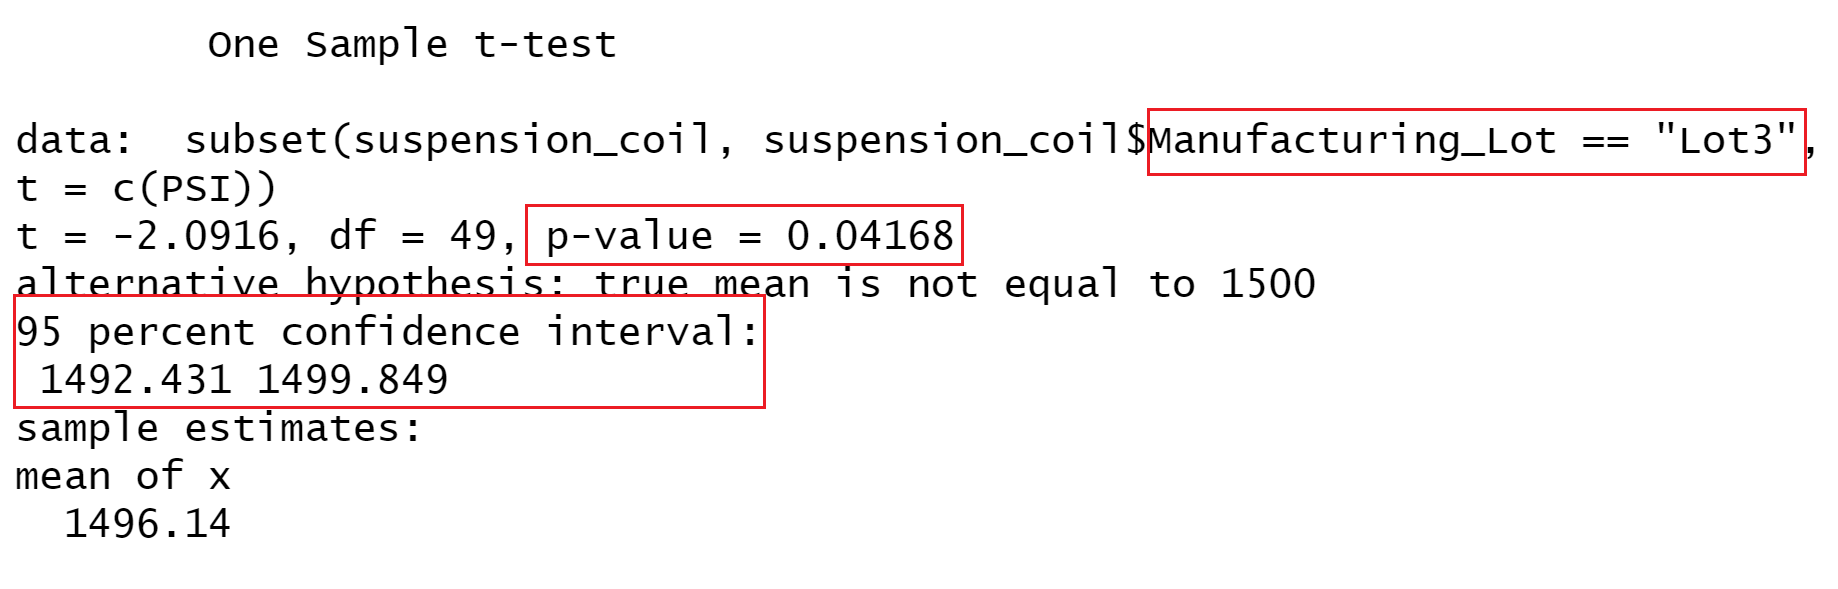 One Sample t-test
data:  subset(suspension_coil, suspension_coil$Manufacturing_Lot == "Lot3",
t = c(PSI))
t = -2.0916, df = 49, p-value = 0.04168
alternative hypothesis: true mean is not equal to 1500
95 percent confidence interval:
1492.431 1499.849
sample estimates:
mean of x
1496.14